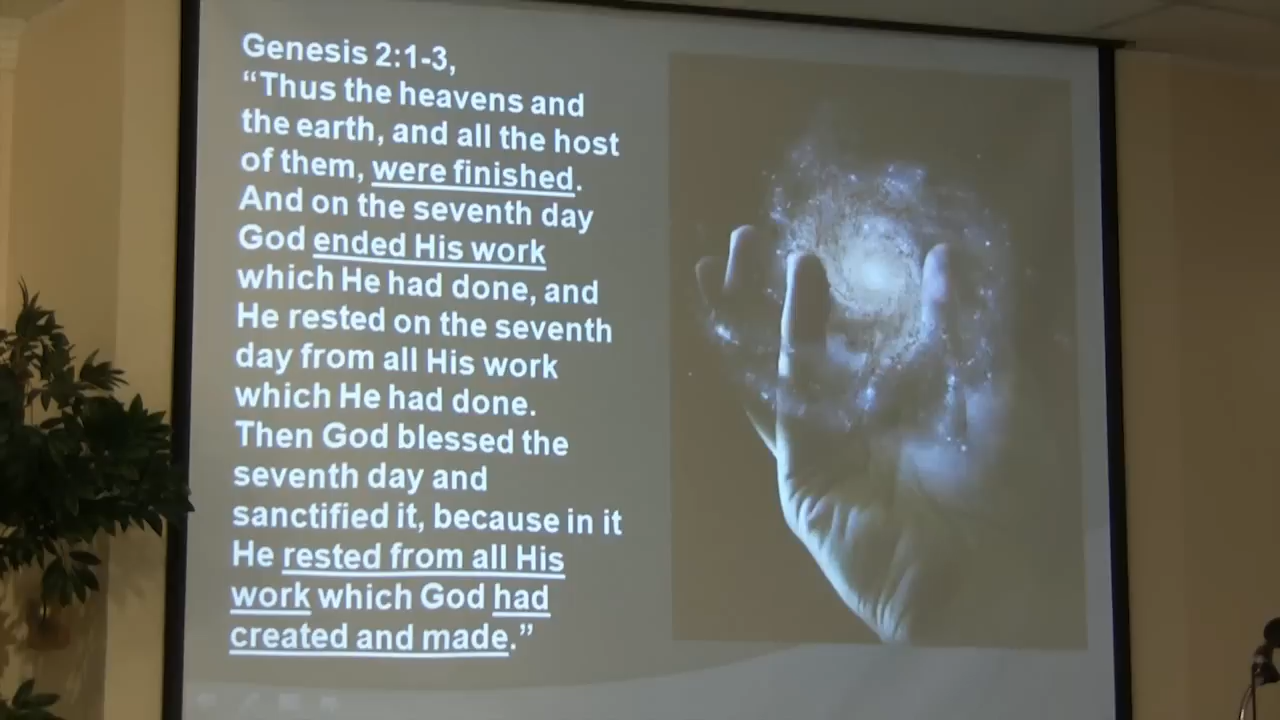 Genesis 2:1-3,
“Thus the heavens and
the earth, and all the host
of them, were finished.
And on the seventh day
God ended His work
which He had done, and
He rested on the seventh
day from all His work
which He had done.
Then God blessed the
seventh day and
sanctified it, because in it
He rested from all His
work which God had
created and made.”